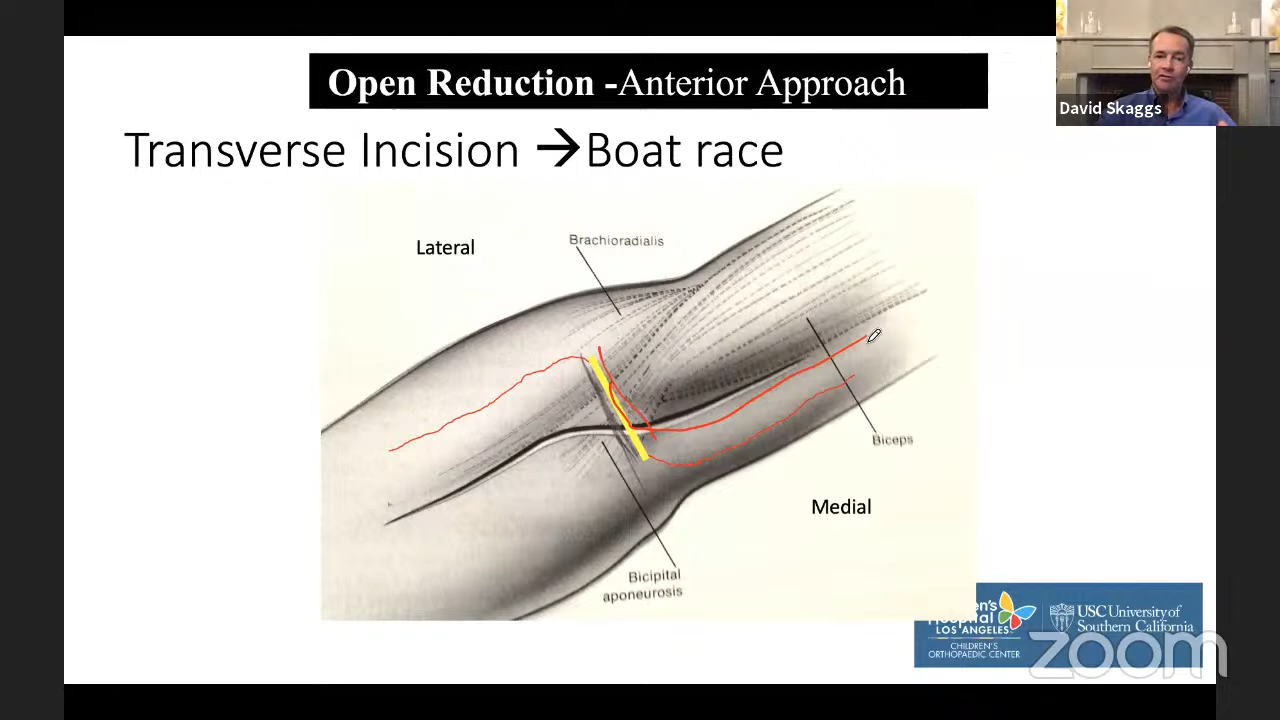 Open Reduction -Anterior Approach
David Skaggs
Transverse Incision →Boat race
Lateral
Brachioradialis
Biceps
Medial
Bicipital
aponeurosis
Hospital
LOS ANGELES
CHILDREN'S
ORTHOPAEDIC CENTER
USC University of
Southern California
zoom